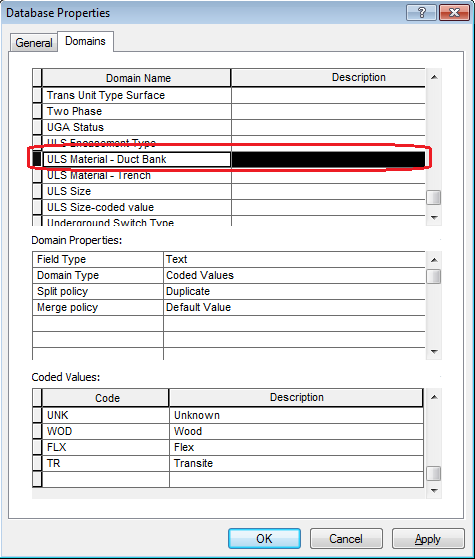 Database Properties
General Domains
Domain Name Description
Trans Unit Type Surface
Two Phase
UGA Status
ULS Encasement Type
ULS Material - Duct Bank
ULS Material - Trench
ULS Size
ULS Size-coded value
Underground Switch Type
Domain Properties:
Field Type Text
Domain Type Coded Values
Split policy Duplicate
Merge policy Default Value
Coded Values:
Code Description
UNK Unknown
WOD Wood
FLX Flex
TR Transite
OK Cancel Apply